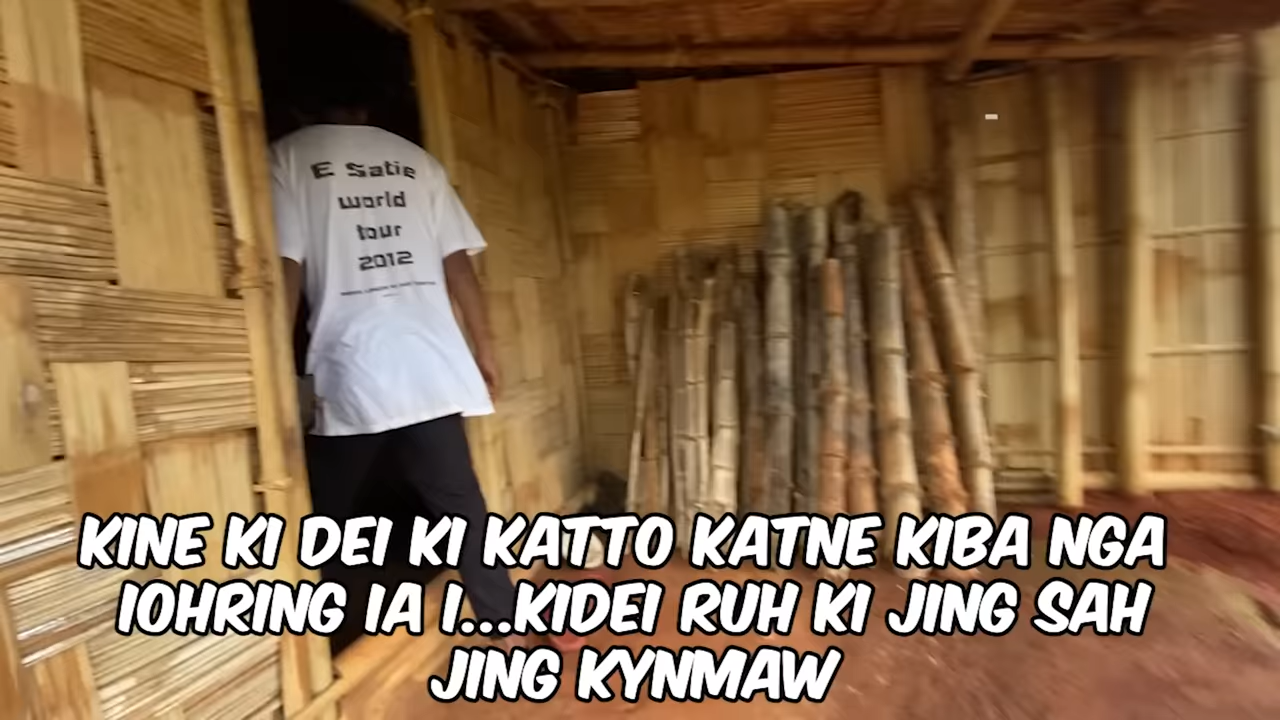 E Satie
world
tour
2012
KINE KI DEI KI KATTO KATNE KIBA NGA
IOHRING IA I...KIDEI RUH KI JING SAH
JING KYNMAW